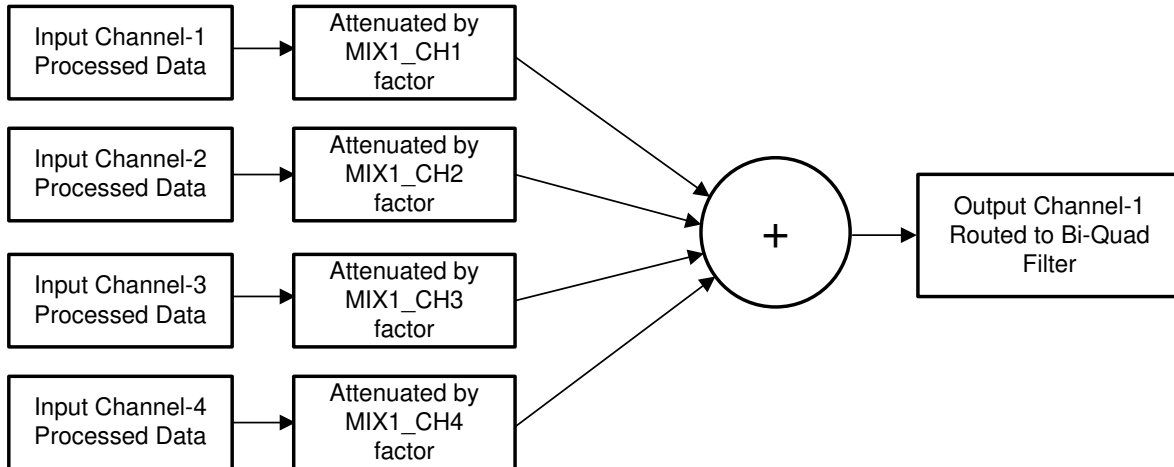 Input Channel-1
Processed Data
Attenuated by
MIX1_CH1
factor
Input Channel-2
Processed Data
Attenuated by
MIX1_CH2
factor
Input Channel-3
Processed Data
Attenuated by
MIX1_CH3
factor
Input Channel-4
Processed Data
Attenuated by
MIX1_CH4
factor
+
Output Channel-1
Routed to Bi-Quad
Filter